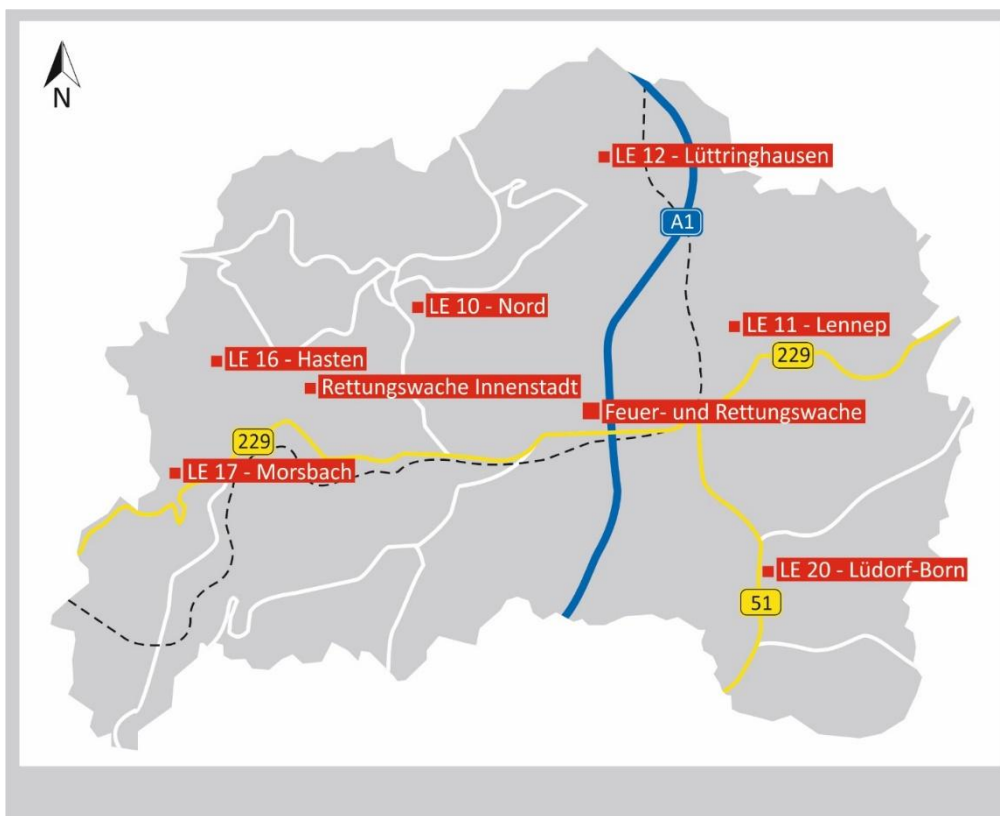 N
LE 12 - Lüttringhausen
A1
LE 10 - Nord
LE 11 - Lennep
229
LE 16 - Hasten
Rettungswache Innenstadt
Feuer- und Rettungswache
229
LE 17 - Morsbach
LE 20 - Lüdorf-Born
51